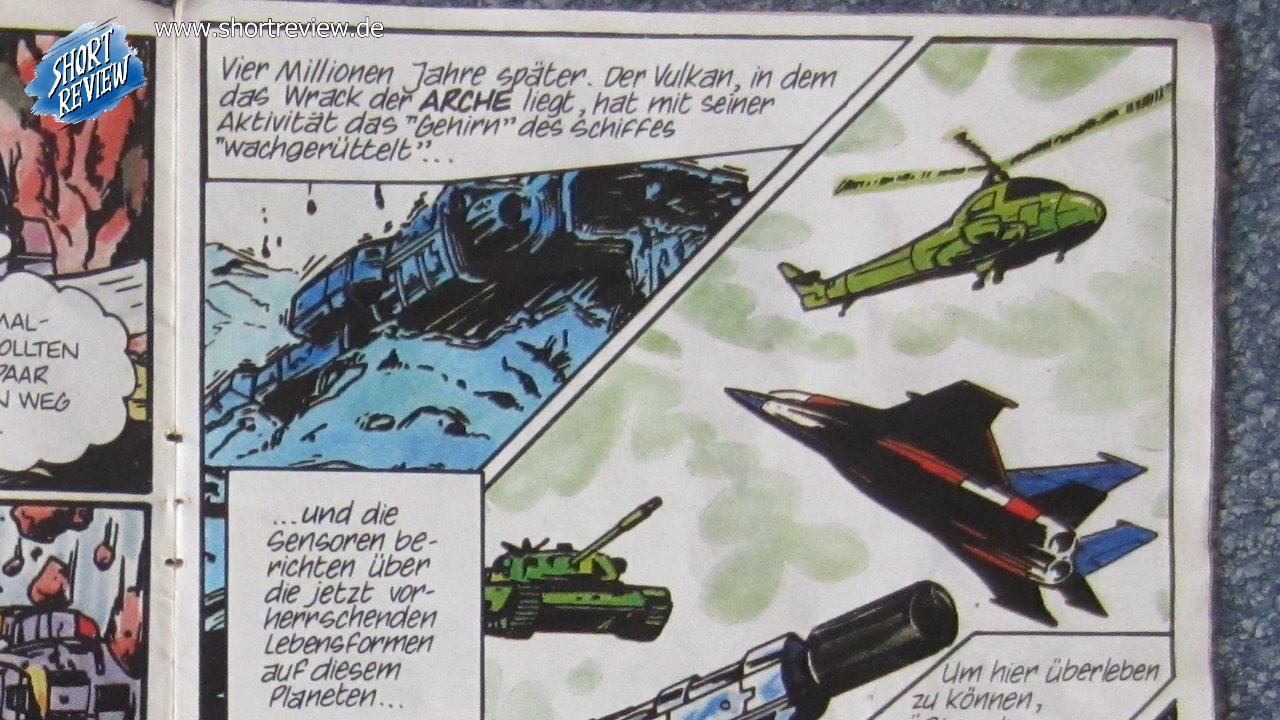 www.shortreview.de
SHORT
REVIEW
Vier Millionen Jahre später. Der Vulkan, in dem
das Wrack der ARCHE liegt, hat mit seiner
Aktivität das "Gehirn" des Schiffes
"wachgerüttelt"...
OLLTEN
PAAR
WEG
...und die
Sensoren be-
richten über
die jetzt vor-
herrschenden
Lebensformen
auf diesem
Planeten...
Um hier überleben
zu können,